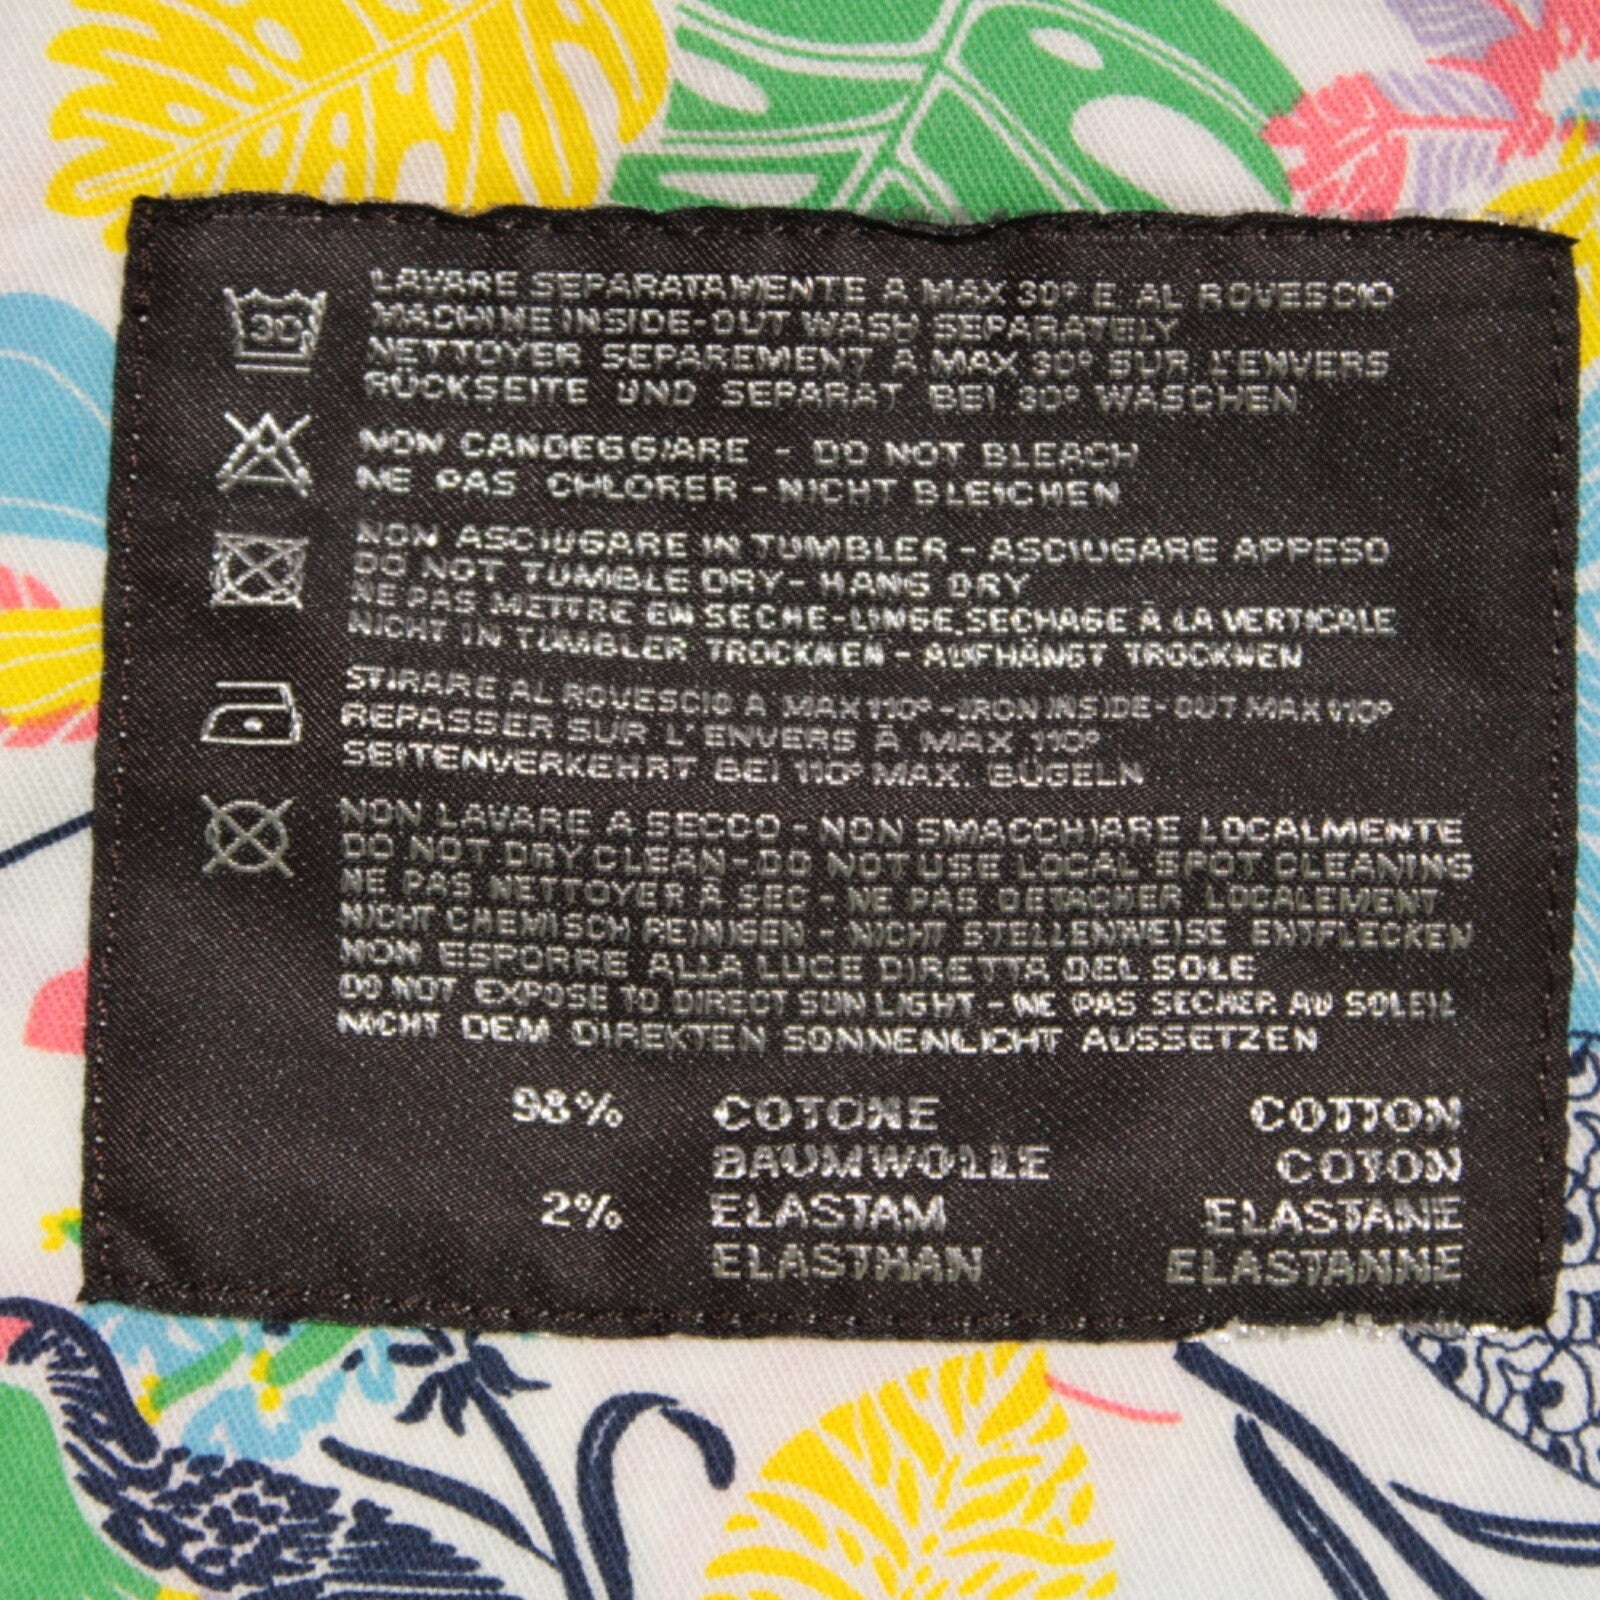 30
LAVARE SEPARATAMENTE A MAX 30° E AL ROVESCIO
MACHINE INSIDE-OUT WASH SEPARATELY
NETTOYER SEPAREMENT A MAX 30° SUR L'ENVERS
RÜCKSEITE UND SEPARAT BEI 30° WASCHEN
NON CANDEGGIARE - DO NOT BLEACH
NE PAS CHLORER - NICHT BLEICHEN
NON ASCIUGARE IN TUMBLER - ASCIUGARE APPESO
DO NOT TUMBLE DRY - HANG DRY
NE PAS METTRE EN SECHE-LINGE, SECHAGE À LA VERTICALE
NICHT IN TUMBLER TROCKNEN - AUFHÄNGT TROCKNEN
STIRARE AL ROVESCIO A MAX 110° - IRON INSIDE-OUT MAX 110°
REPASSER SUR L'ENVERS À MAX 110°
SEITENVERKEHRT BEI 110° MAX. BÜGELN
NON LAVARE A SECCO - NON SMACCHIARE LOCALMENTE
DO NOT DRY CLEAN - DO NOT USE LOCAL SPOT CLEANING
NE PAS NETTOYER À SEC - NE PAS DETACHER LOCALEMENT
NICHT CHEMISCH REINIGEN - NICHT STELLENWEISE ENTFLECKEN
NON ESPORRE ALLA LUCE DIRETTA DEL SOLE
DO NOT EXPOSE TO DIRECT SUN LIGHT - NE PAS SECHER AU SOLEIL
NICHT DEM DIREKTEN SONNENLICHT AUSSETZEN
98% COTONE COTTON
BAUMWOLLE COTON
2% ELASTAM ELASTANE
ELASTHAN ELASTANNE